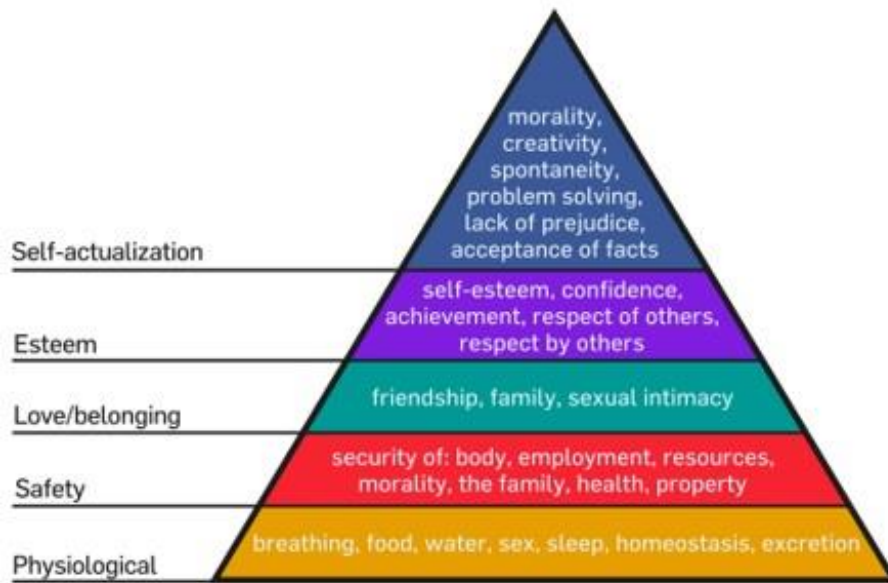 morality,
creativity,
spontaneity,
problem solving,
lack of prejudice,
acceptance of facts
Self-actualization
self-esteem, confidence,
achievement, respect of others,
respect by others
Esteem
friendship, family, sexual intimacy
Love/belonging
security of: body, employment, resources,
morality, the family, health, property
Safety
breathing, food, water, sex, sleep, homeostasis, excretion
Physiological